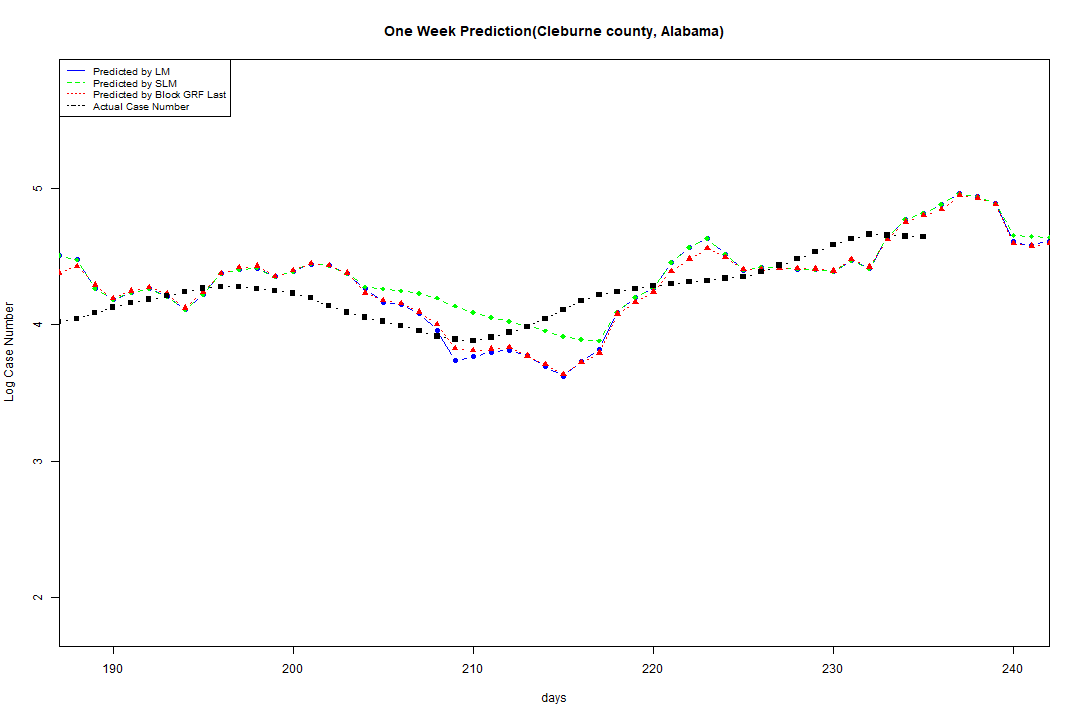 One Week Prediction(Cleburne county, Alabama)
Predicted by LM
Predicted by SLM
Predicted by Block GRF Last
Actual Case Number
5
4
3
2
Log Case Number
190
200
210
220
230
240
days